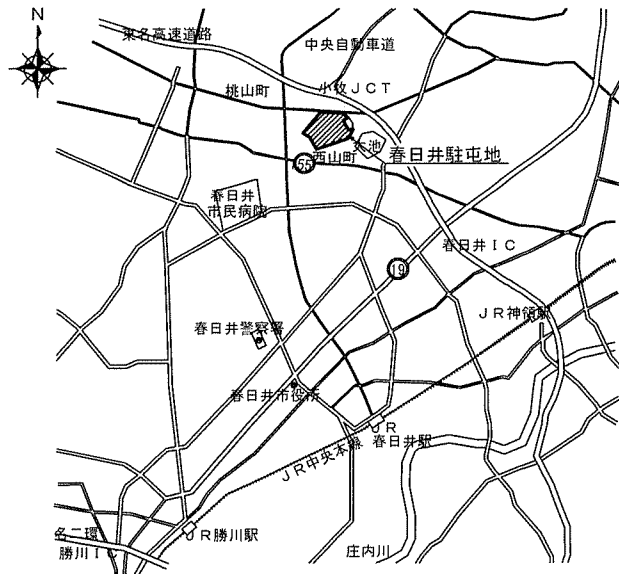 N
東名高速道路
中央自動車道
桃山町
小牧ＪＣＴ
西山町
春日井駐屯地
55
春日井
市民病院
春日井ＩＣ
19
ＪＲ神領駅
春日井警察署
春日井市役所
ＪＲ
春日井駅
ＪＲ中央本線
名二環
勝川ＩＣ
ＪＲ勝川駅
庄内川